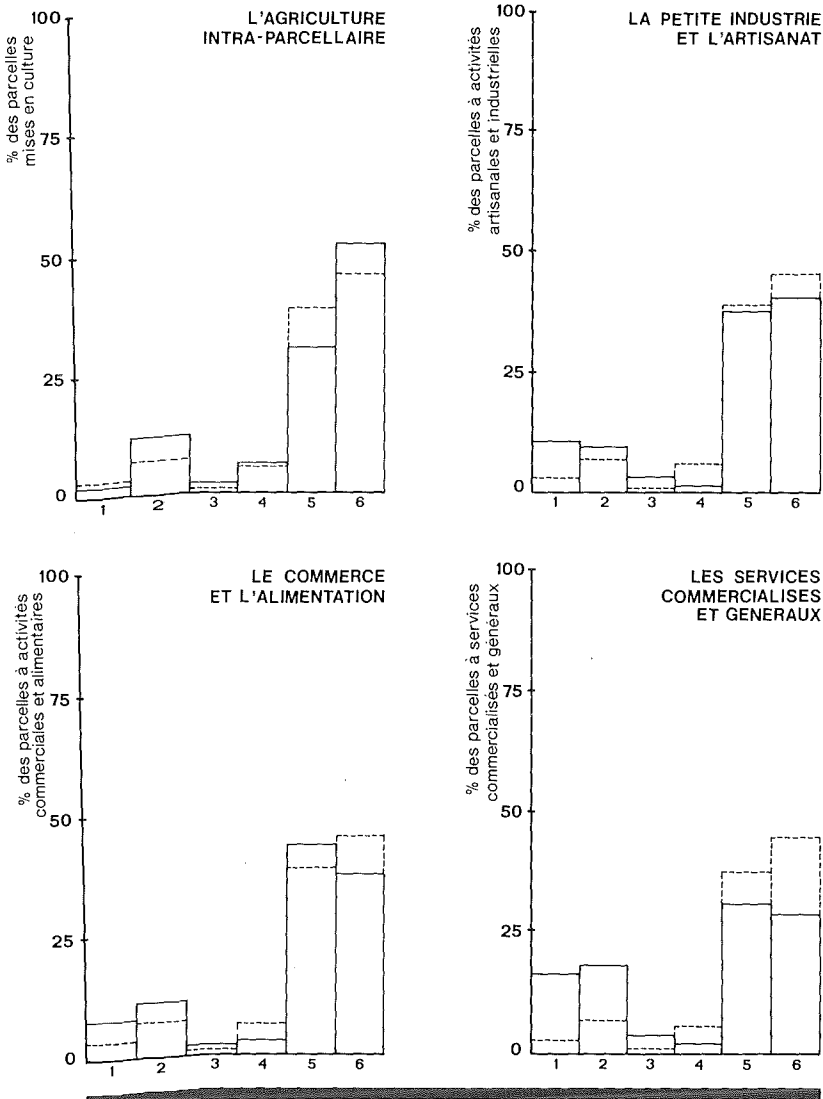 L'AGRICULTURE
INTRA-PARCELLAIRE
% des parcelles
mises en culture
100
75
50
25
0
1 2 3 4 5 6
LA PETITE INDUSTRIE
ET L'ARTISANAT
% des parcelles à activités
artisanales et industrielles
100
75
50
25
0
1 2 3 4 5 6
LE COMMERCE
ET L'ALIMENTATION
% des parcelles à activités
commerciales et alimentaires
100
75
50
25
0
1 2 3 4 5 6
LES SERVICES
COMMERCIALISES
ET GENERAUX
% des parcelles à services
commercialisés et généraux
100
75
50
25
0
1 2 3 4 5 6